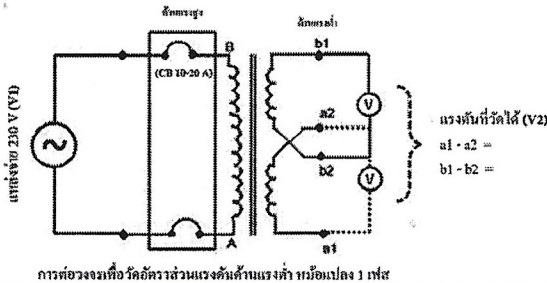 ด้านแรงสูง
ด้านแรงต่ำ
B
b1
(CB 10-20 A)
แหล่งจ่าย 230 V (V1)
V
a2
b2
แรงดันที่วัดได้ (V2)
a1 - a2 =
b1 - b2 =
V
A
a1
การต่อวงจรเพื่อวัดอัตราส่วนแรงดันด้านแรงต่ำ หม้อแปลง 1 เฟส